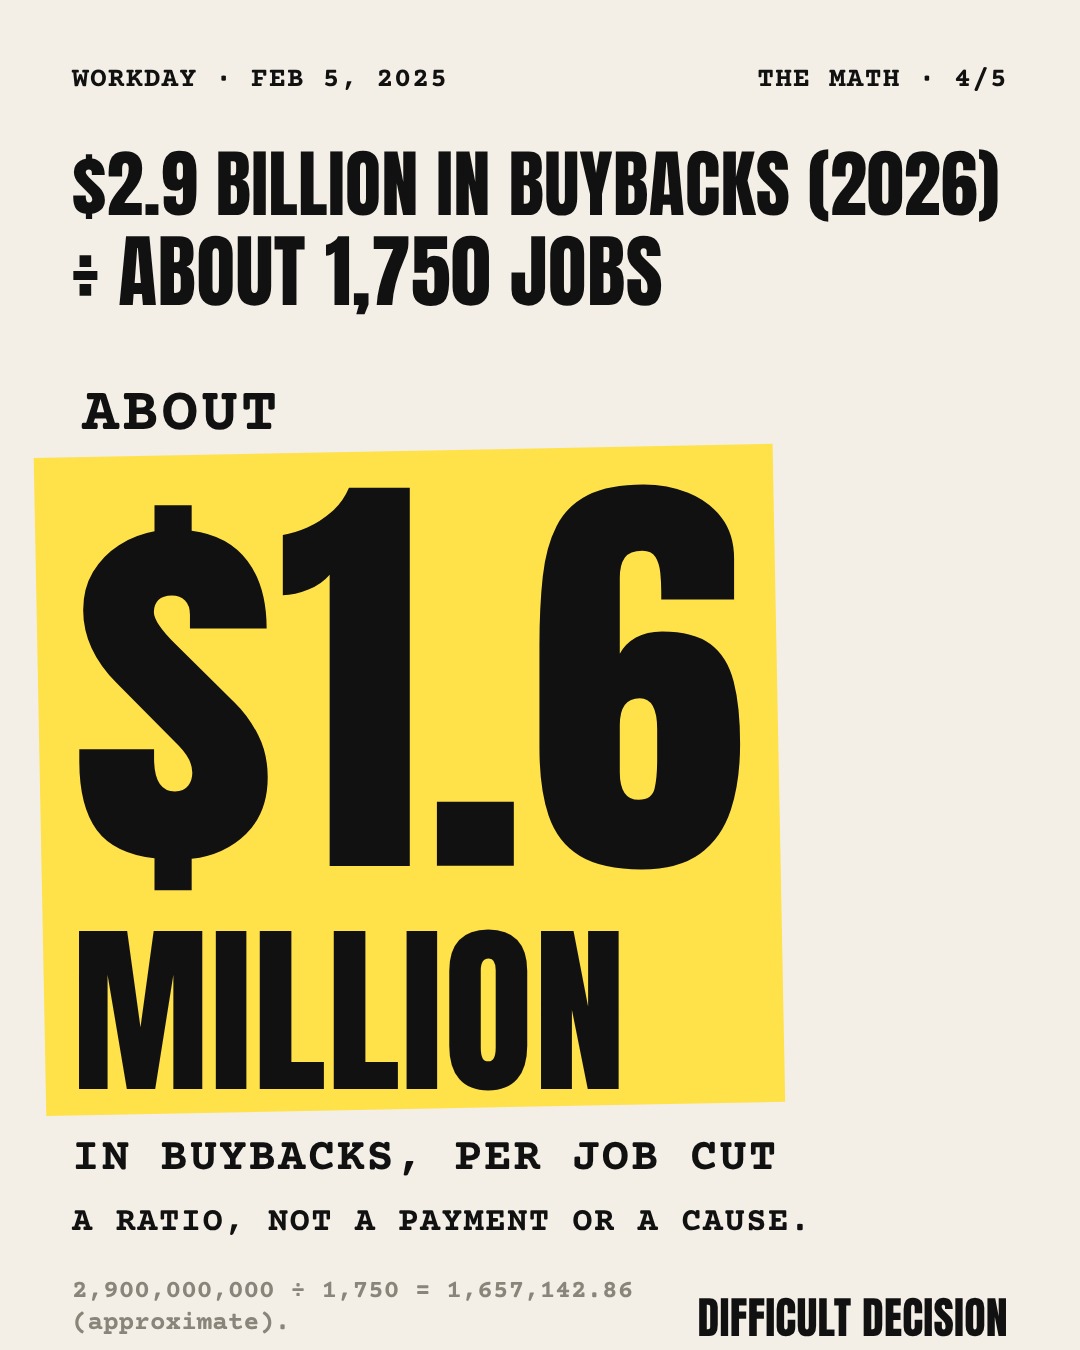 WORKDAY · FEB 5, 2025
THE MATH · 4/5
$2.9 BILLION IN BUYBACKS (2026)
÷ ABOUT 1,750 JOBS
ABOUT
$1.6
MILLION
IN BUYBACKS, PER JOB CUT
A RATIO, NOT A PAYMENT OR A CAUSE.
2,900,000,000 ÷ 1,750 = 1,657,142.86
(approximate).
DIFFICULT DECISION